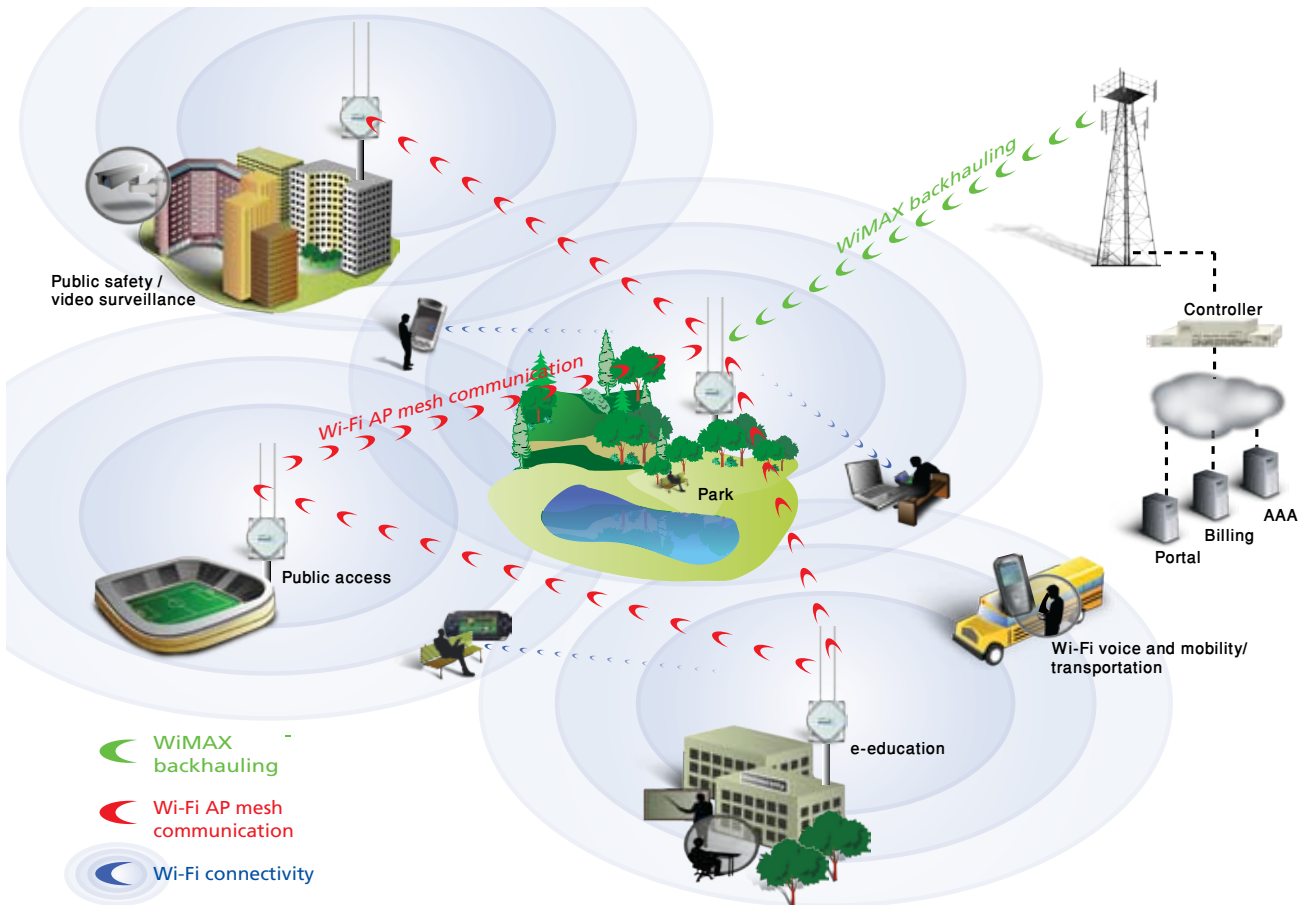 WiMAX backhauling
Public safety /
video surveillance
Controller
Wi-Fi AP mesh communication
Park
AAA
Billing
Portal
Public access
Wi-Fi voice and mobility/
transportation
e-education
WiMAX -
backhauling
Wi-Fi AP mesh
communication
Wi-Fi connectivity